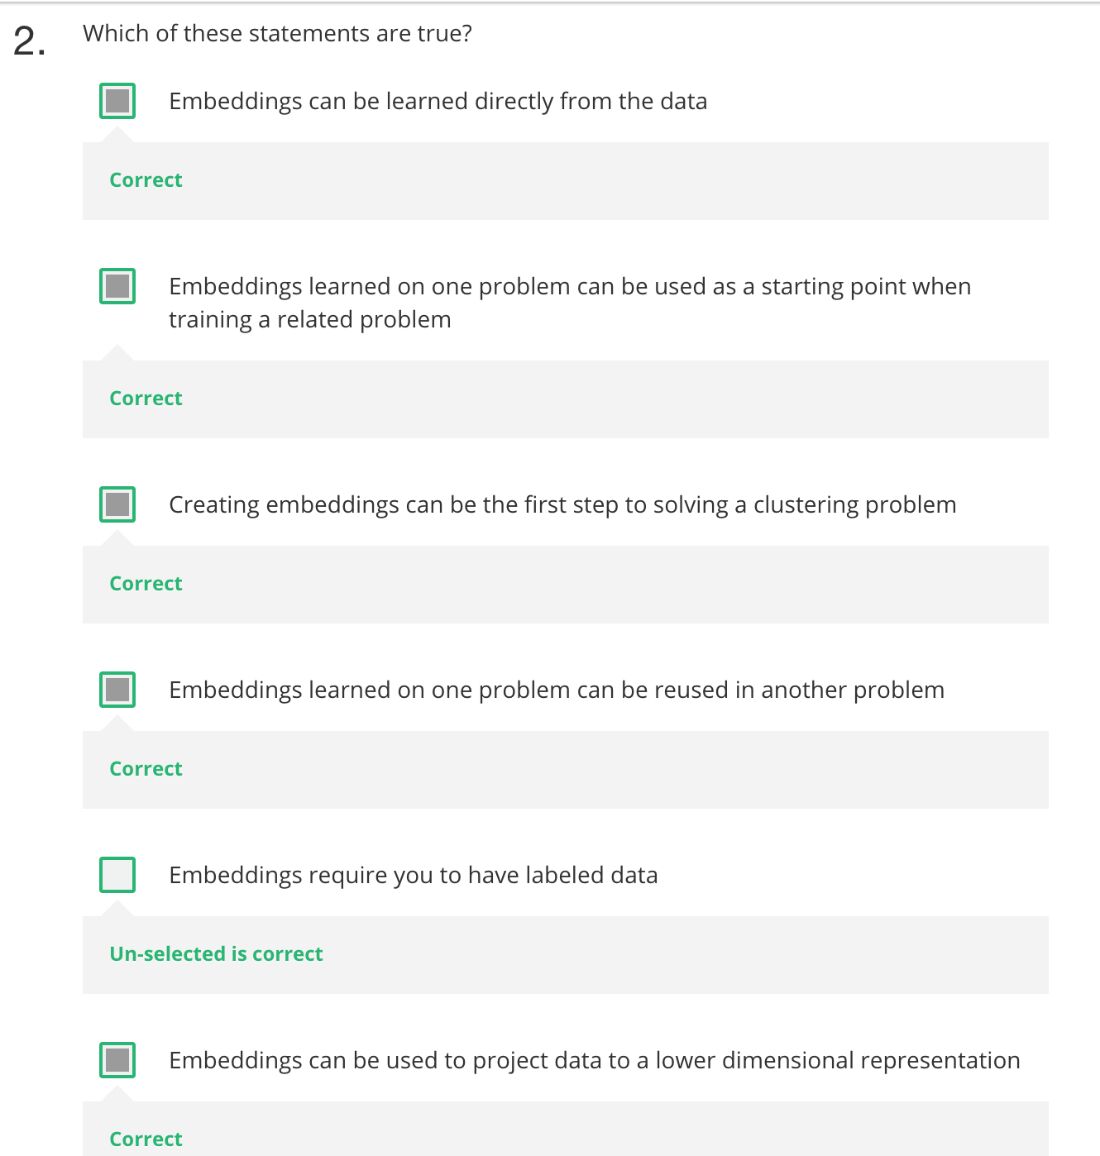 2.
Which of these statements are true?
Embeddings can be learned directly from the data
Correct
Embeddings learned on one problem can be used as a starting point when
training a related problem
Correct
Creating embeddings can be the first step to solving a clustering problem
Correct
Embeddings learned on one problem can be reused in another problem
Correct
Embeddings require you to have labeled data
Un-selected is correct
Embeddings can be used to project data to a lower dimensional representation
Correct